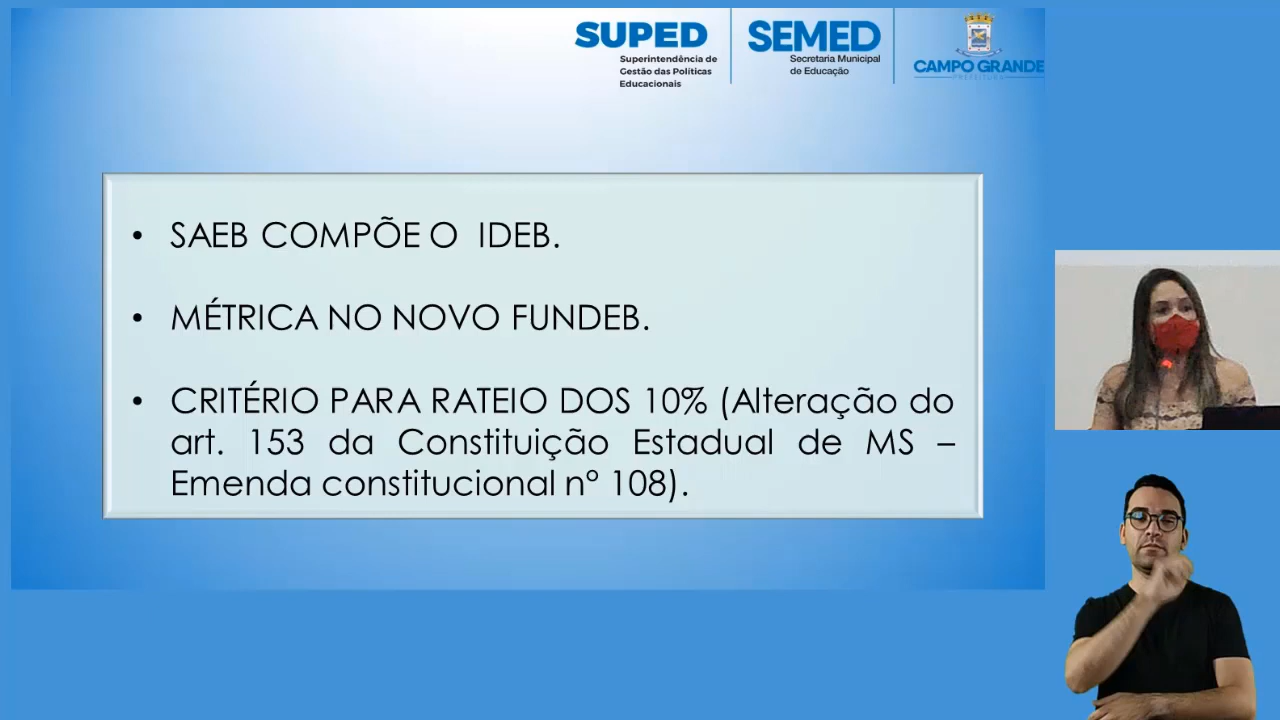 SUPED
Superintendência de
Gestão das Políticas
Educacionais
SEMED
Secretaria Municipal
de Educação
CAMPO GRANDE
PREFEITURA
• SAEB COMPÕE O IDEB.
• MÉTRICA NO NOVO FUNDEB.
• CRITÉRIO PARA RATEIO DOS 10% (Alteração do
art. 153 da Constituição Estadual de MS –
Emenda constitucional n° 108).